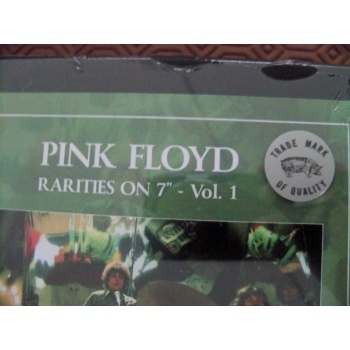 PINK FLOYD
RARITIES ON 7" - Vol. 1
TRADE MARK
OF QUALITY